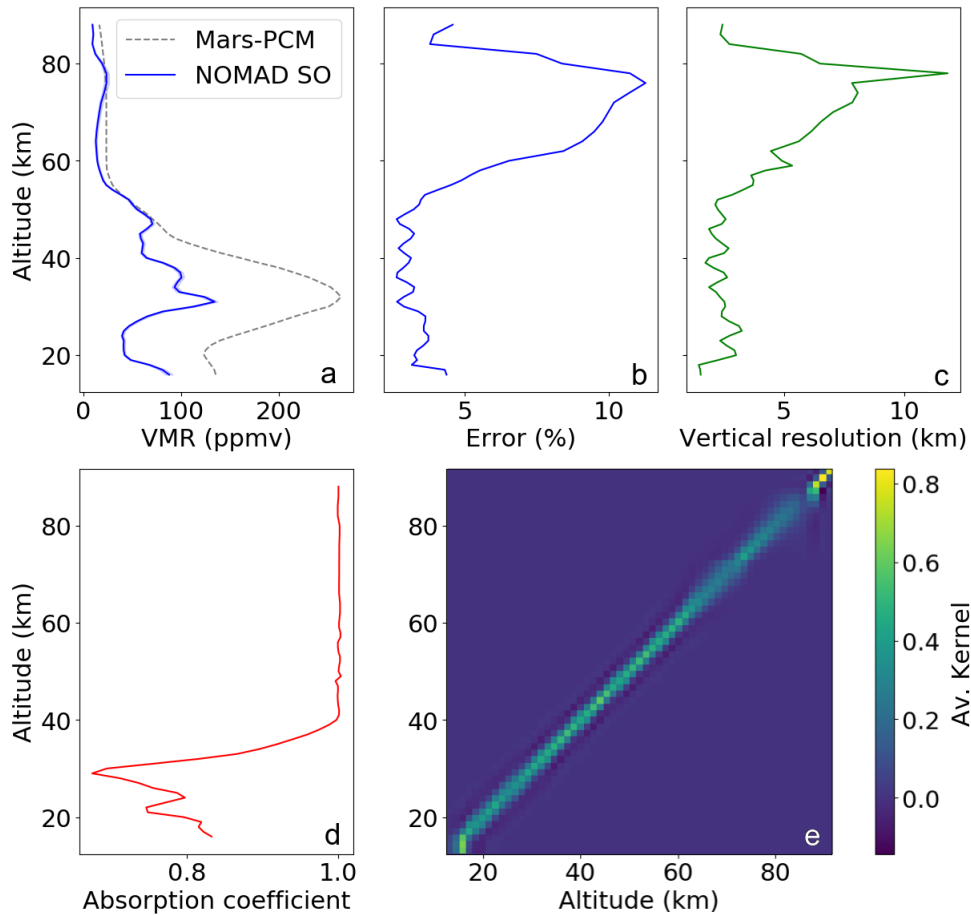 Mars-PCM
NOMAD SO
80
60
40
20
Altitude (km)
0
100
200
VMR (ppmv)
a
5
10
Error (%)
b
5
10
Vertical resolution (km)
c
80
60
40
20
Altitude (km)
0.8
1.0
Absorption coefficient
d
80
60
40
20
20
40
60
80
Altitude (km)
e
0.8
0.6
0.4
0.2
0.0
Av. Kernel